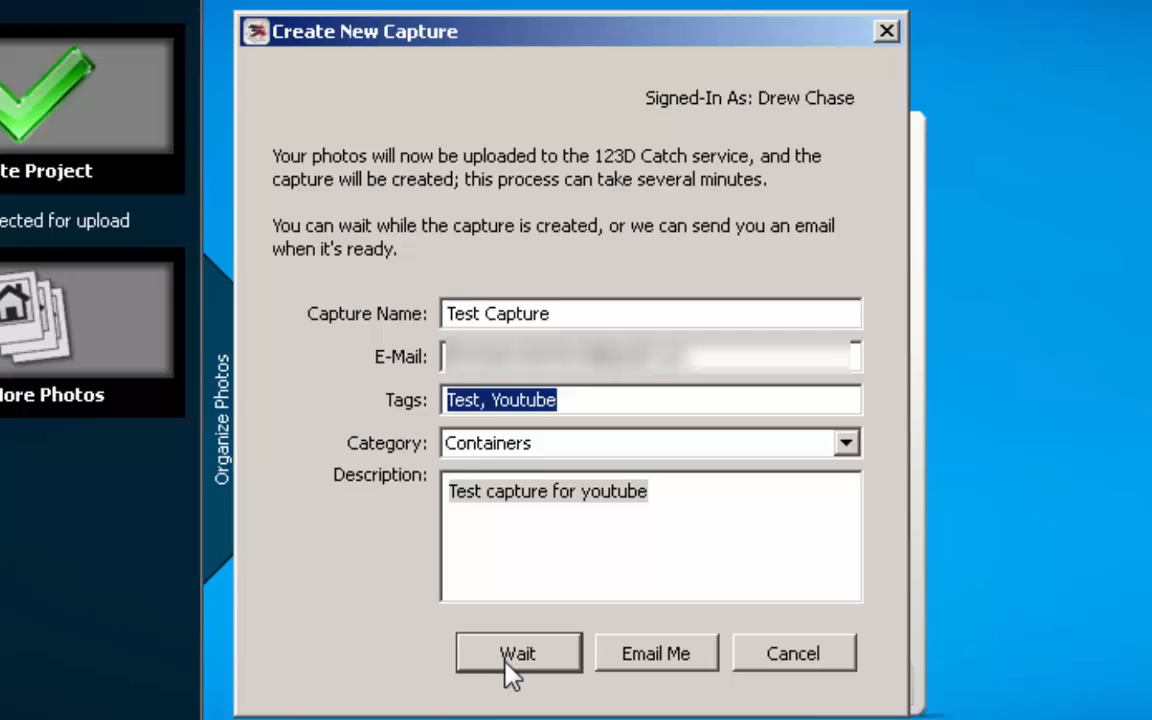 Create New Capture
Signed-In As: Drew Chase
te Project
Your photos will now be uploaded to the 123D Catch service, and the
capture will be created; this process can take several minutes.
ected for upload
You can wait while the capture is created, or we can send you an email
when it's ready.
Capture Name: Test Capture
E-Mail:
Organize Photos
lore Photos
Tags: Test, Youtube
Category: Containers
Description: Test capture for youtube
Wait Email Me Cancel